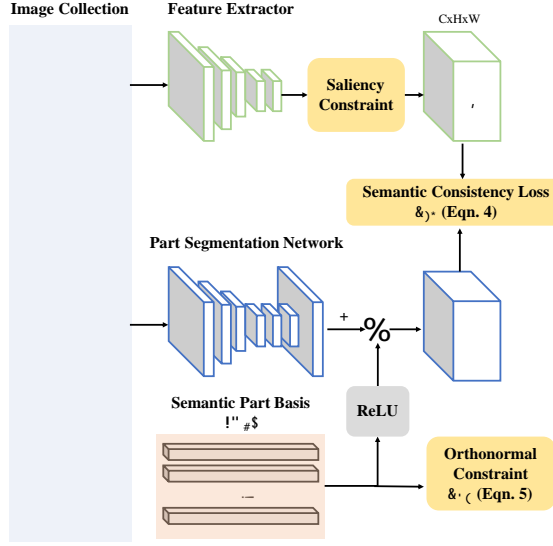 Image Collection
Feature Extractor
CxHxW
Saliency
Constraint
,
Semantic Consistency Loss
&)* (Eqn. 4)
Part Segmentation Network
+
%
Semantic Part Basis
!" #$
ReLU
Orthonormal
Constraint
(Eqn. 5)